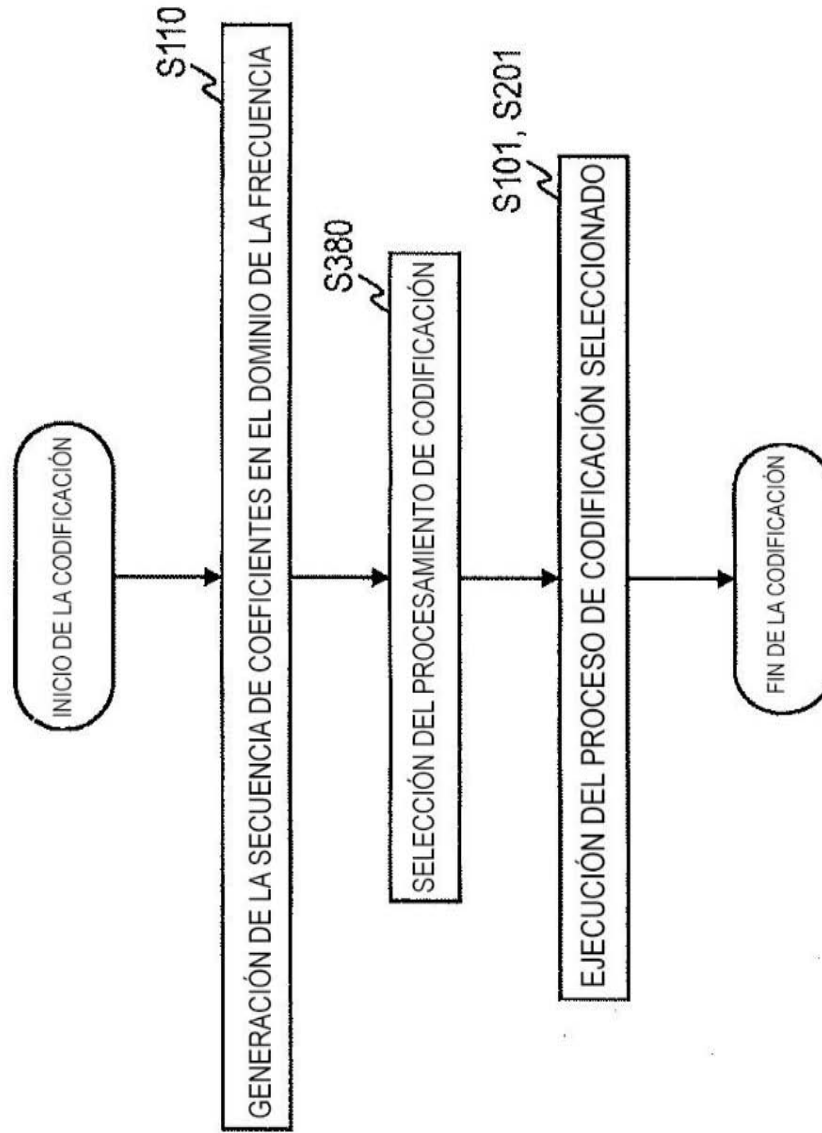 INICIO DE LA CODIFICACIÓN
S110
GENERACIÓN DE LA SECUENCIA DE COEFICIENTES EN EL DOMINIO DE LA FRECUENCIA
S380
SELECCIÓN DEL PROCESAMIENTO DE CODIFICACIÓN
S101, S201
EJECUCIÓN DEL PROCESO DE CODIFICACIÓN SELECCIONADO
FIN DE LA CODIFICACIÓN